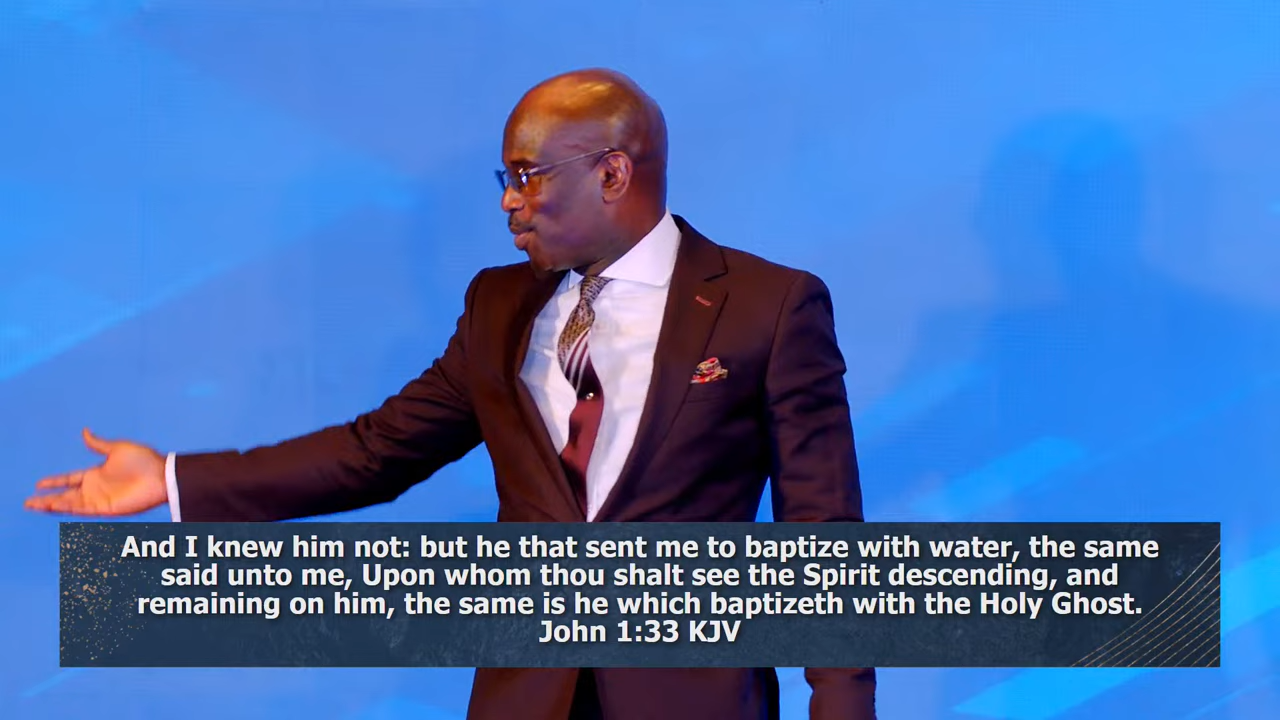 And I knew him not: but he that sent me to baptize with water, the same
said unto me, Upon whom thou shalt see the Spirit descending, and
remaining on him, the same is he which baptizeth with the Holy Ghost.
John 1:33 KJV